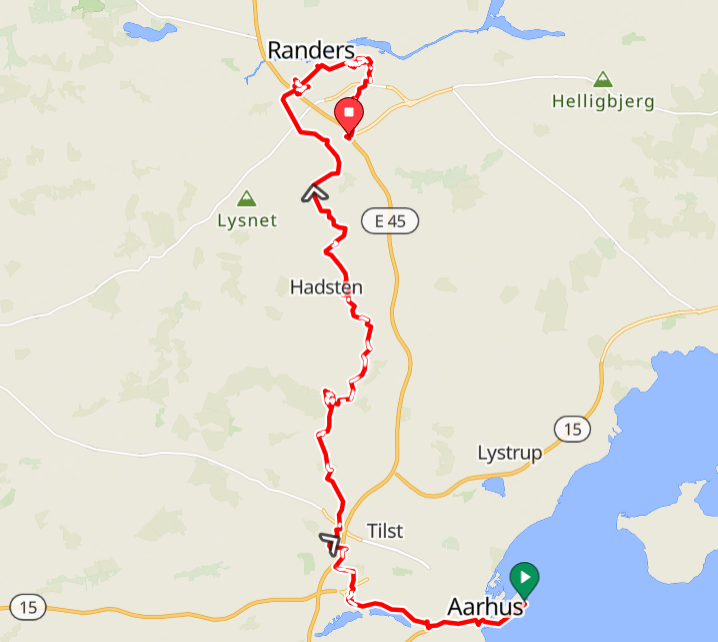 Randers
Helligbjerg
Lysnet
E 45
Hadsten
15
Lystrup
Tilst
15
Aarhus